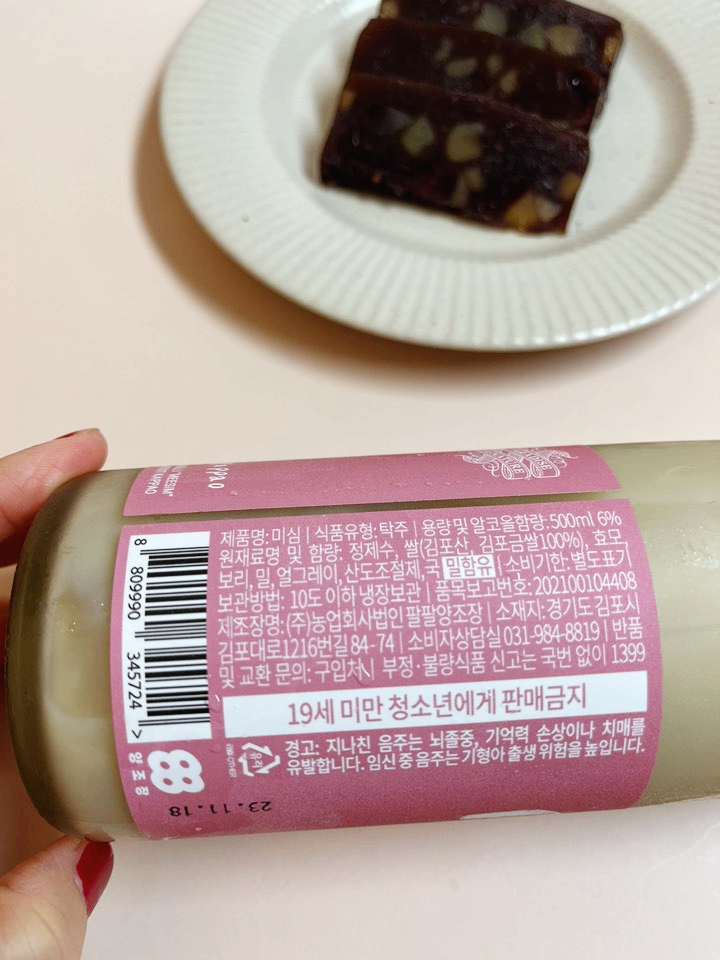 MEESIM
KAPPAO
제품명: 미심 | 식품유형: 탁주 | 용량 및 알코올함량: 500ml 6%
원재료명 및 함량: 정제수, 쌀(김포산, 김포금쌀100%), 효모
보리, 밀, 얼그레이, 산도조절제, 국 밀함유 | 소비기한: 별도표기
보관방법: 10도 이하 냉장보관 | 품목보고번호: 202100104408
제조장명: (주)농업회사법인 팔팔양조장 | 소재지: 경기도 김포시
김포대로1216번길 84-74 | 소비자상담실 031-984-8819 | 반품
및 교환 문의: 구입처 부정·불량식품 신고는 국번 없이 1399
19세 미만 청소년에게 판매금지
경고: 지나친 음주는 뇌졸중, 기억력 손상이나 치매를
유발합니다. 임신 중 음주는 기형아 출생 위험을 높입니다.
8 809990 345724 >
양조장
유리
23.11.18